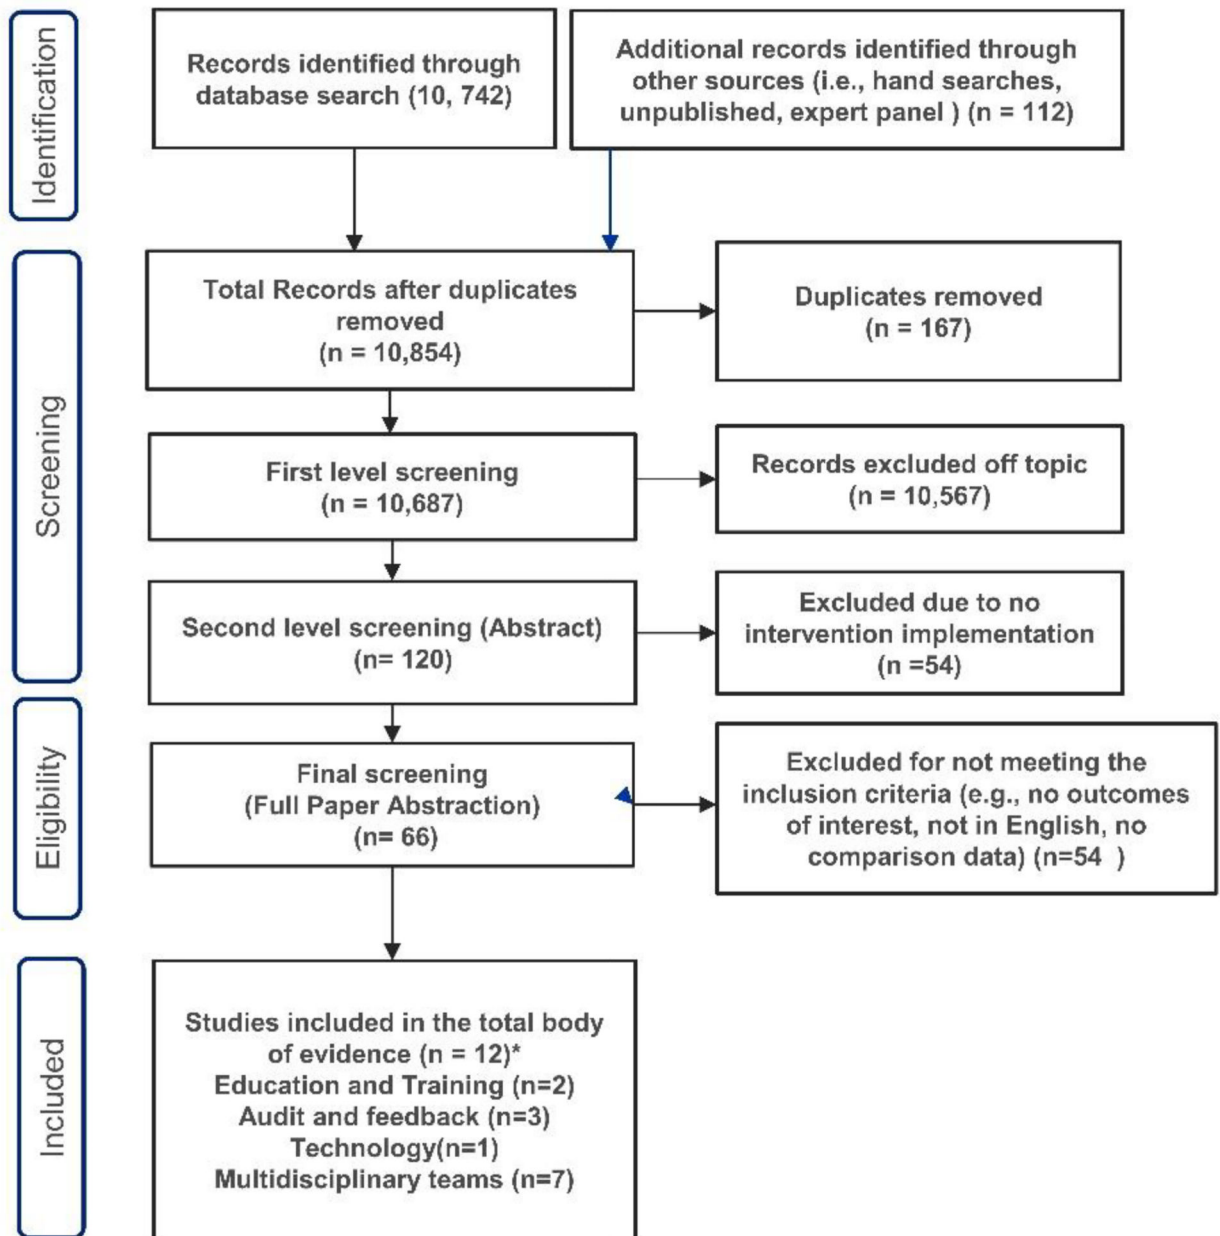 Identification
Records identified through
database search (10, 742)
Additional records identified through
other sources (i.e., hand searches,
unpublished, expert panel ) (n = 112)
Screening
Total Records after duplicates
removed
(n = 10,854)
Duplicates removed
(n = 167)
First level screening
(n = 10,687)
Records excluded off topic
(n = 10,567)
Second level screening (Abstract)
(n= 120)
Excluded due to no
intervention implementation
(n =54)
Eligibility
Final screening
(Full Paper Abstraction)
(n= 66)
Excluded for not meeting the
inclusion criteria (e.g., no outcomes
of interest, not in English, no
comparison data) (n=54 )
Included
Studies included in the total body
of evidence (n = 12)*
Education and Training (n=2)
Audit and feedback (n=3)
Technology(n=1)
Multidisciplinary teams (n=7)